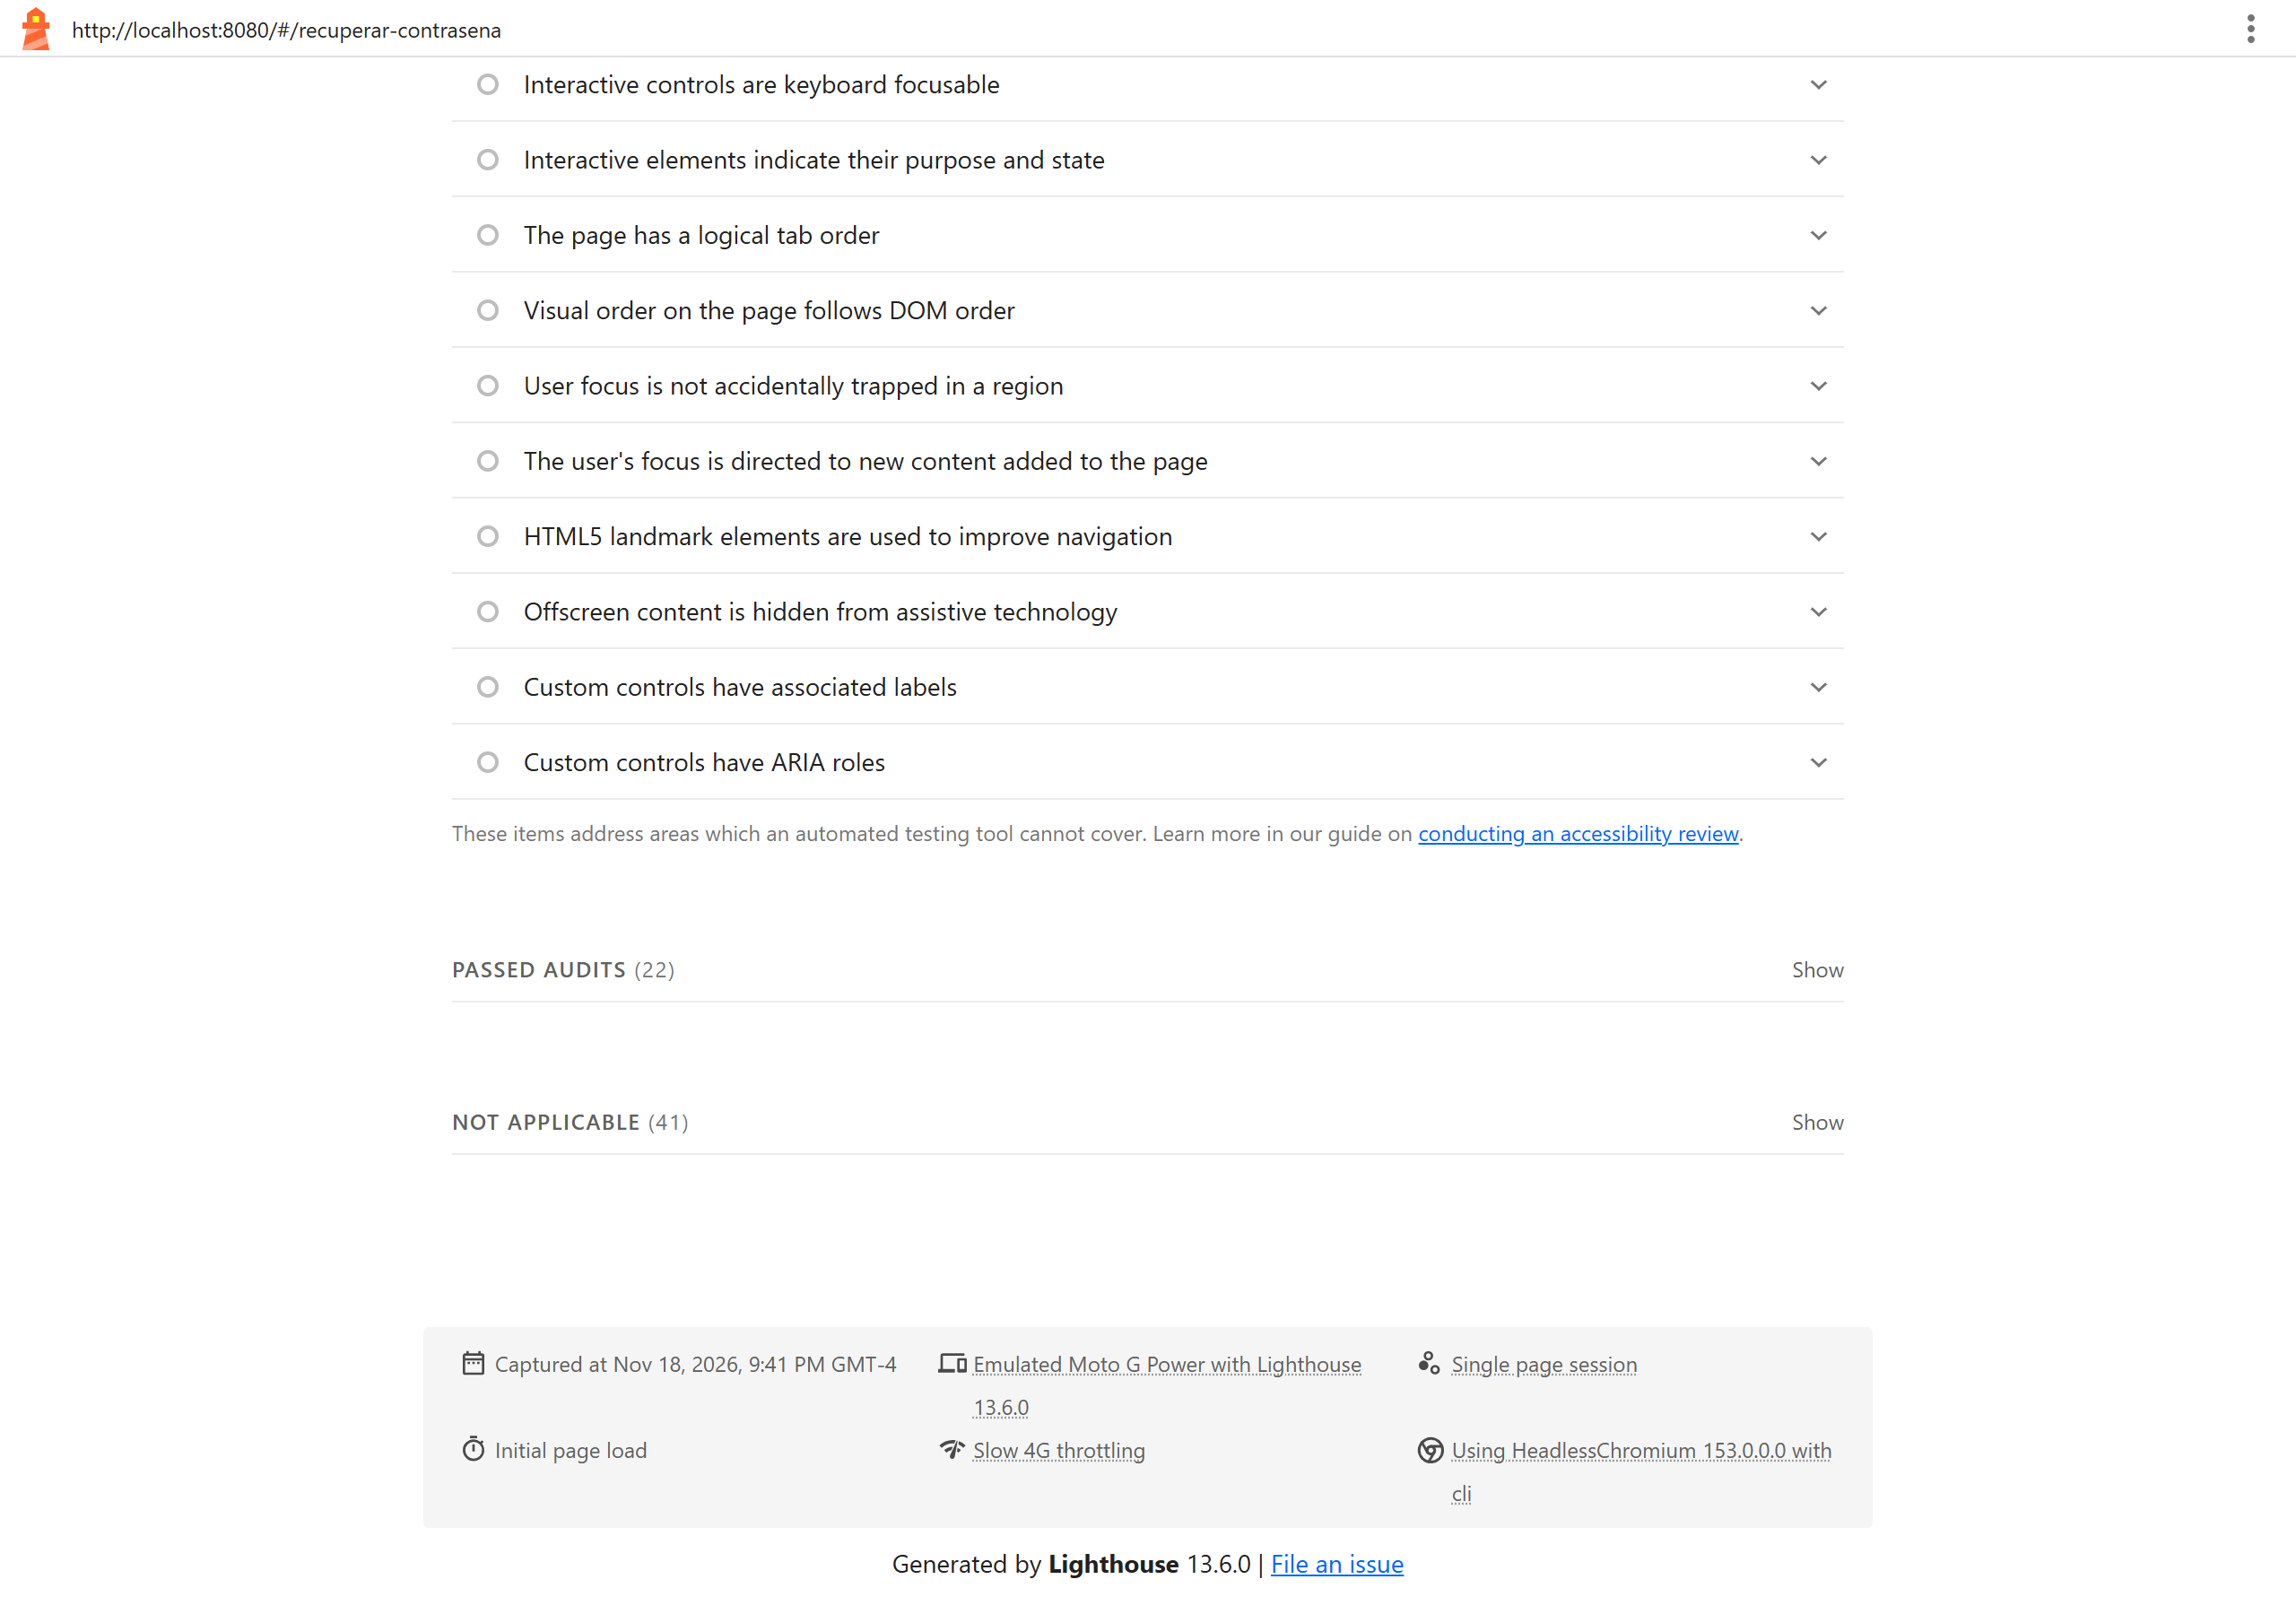 http://localhost:8080/#/recuperar-contrasena
Interactive controls are keyboard focusable
Interactive elements indicate their purpose and state
The page has a logical tab order
Visual order on the page follows DOM order
User focus is not accidentally trapped in a region
The user's focus is directed to new content added to the page
HTML5 landmark elements are used to improve navigation
Offscreen content is hidden from assistive technology
Custom controls have associated labels
Custom controls have ARIA roles
These items address areas which an automated testing tool cannot cover. Learn more in our guide on conducting an accessibility review.
PASSED AUDITS (22) Show
NOT APPLICABLE (41) Show
Captured at Nov 18, 2026, 9:41 PM GMT-4
Emulated Moto G Power with Lighthouse
13.6.0
Single page session
Initial page load
Slow 4G throttling
Using HeadlessChromium 153.0.0.0 with
cli
Generated by Lighthouse 13.6.0 | File an issue